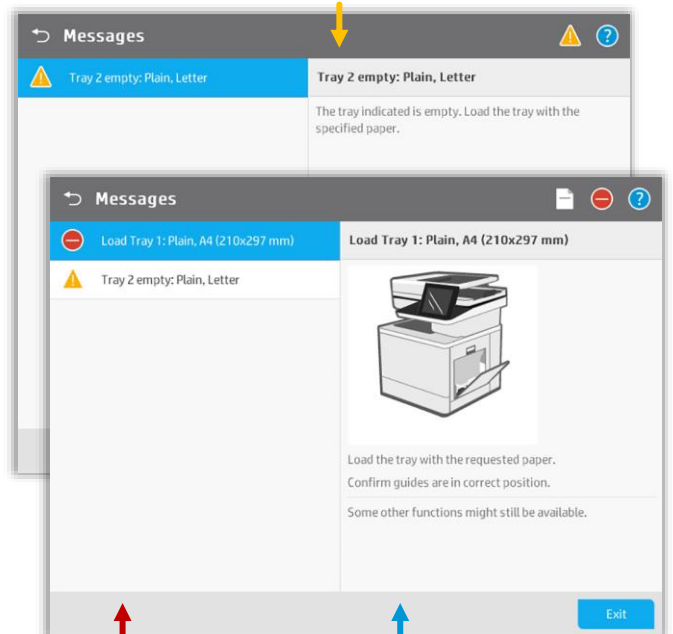 Messages
?
Tray 2 empty: Plain, Letter
Tray 2 empty: Plain, Letter
The tray indicated is empty. Load the tray with the
specified paper.
Messages
?
Load Tray 1: Plain, A4 (210x297 mm)
Tray 2 empty: Plain, Letter
Load Tray 1: Plain, A4 (210x297 mm)
Load the tray with the requested paper.
Confirm guides are in correct position.
Some other functions might still be available.
Exit